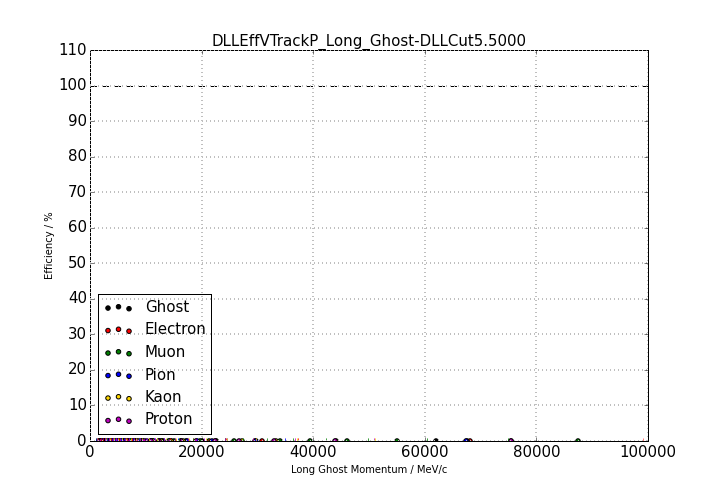 DLLEffVTrackP_Long_Ghost-DLLCut5.5000
110
100
90
80
70
60
50
40
30
20
10
0
Efficiency / %
Ghost
Electron
Muon
Pion
Kaon
Proton
0 20000 40000 60000 80000 100000
Long Ghost Momentum / MeV/c